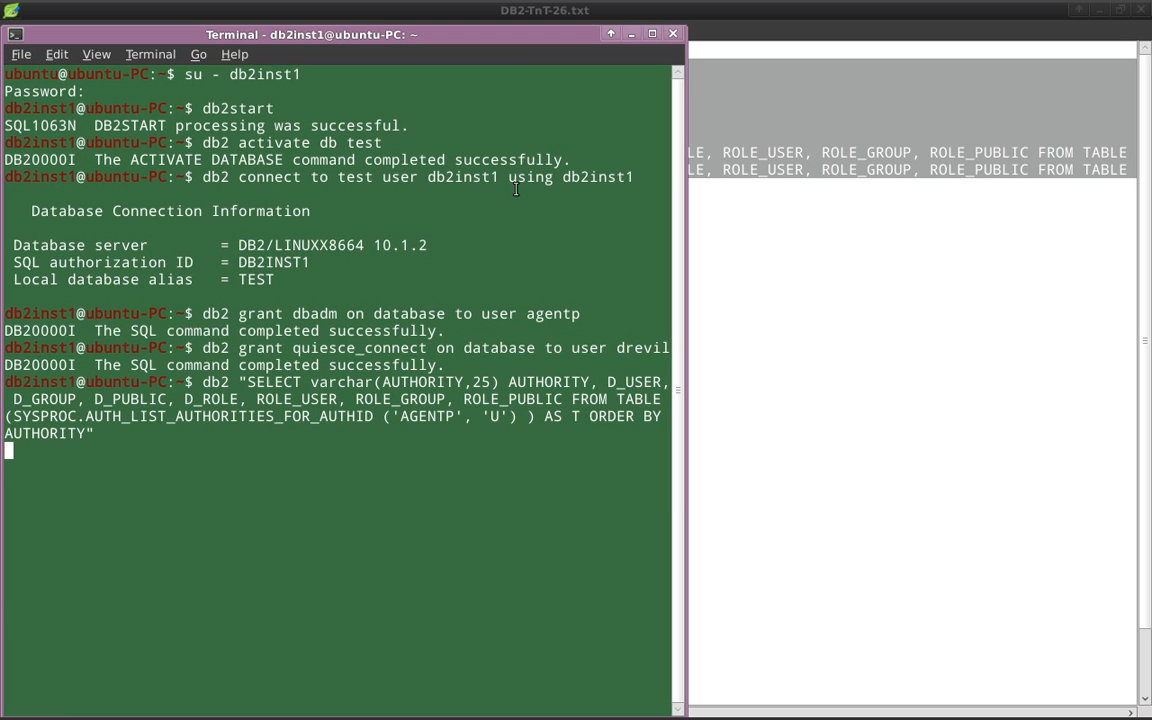 DB2-TnT-26.txt
Terminal - db2inst1@ubuntu-PC: ~
File Edit View Terminal Go Help
ubuntu@ubuntu-PC:~$ su - db2inst1
Password:
db2inst1@ubuntu-PC:~$ db2start
SQL1063N  DB2START processing was successful.
db2inst1@ubuntu-PC:~$ db2 activate db test
DB20000I  The ACTIVATE DATABASE command completed successfully.
db2inst1@ubuntu-PC:~$ db2 connect to test user db2inst1 using db2inst1
Database Connection Information
Database server        = DB2/LINUXX8664 10.1.2
SQL authorization ID   = DB2INST1
Local database alias   = TEST
db2inst1@ubuntu-PC:~$ db2 grant dbadm on database to user agentp
DB20000I  The SQL command completed successfully.
db2inst1@ubuntu-PC:~$ db2 grant quiesce_connect on database to user drevil
DB20000I  The SQL command completed successfully.
db2inst1@ubuntu-PC:~$ db2 "SELECT varchar(AUTHORITY,25) AUTHORITY, D_USER,
D_GROUP, D_PUBLIC, D_ROLE, ROLE_USER, ROLE_GROUP, ROLE_PUBLIC FROM TABLE
(SYSPROC.AUTH_LIST_AUTHORITIES_FOR_AUTHID ('AGENTP', 'U') ) AS T ORDER BY
AUTHORITY"
LE, ROLE_USER, ROLE_GROUP, ROLE_PUBLIC FROM TABLE
LE, ROLE_USER, ROLE_GROUP, ROLE_PUBLIC FROM TABLE